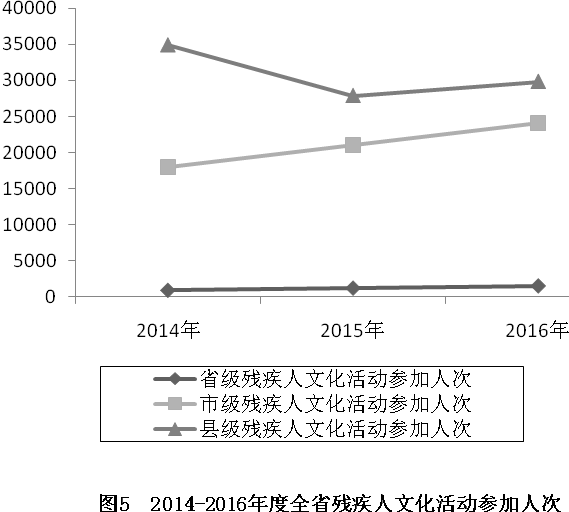 40000
35000
30000
25000
20000
15000
10000
5000
0
2014年 2015年 2016年
省级残疾人文化活动参加人次
市级残疾人文化活动参加人次
县级残疾人文化活动参加人次
图5 2014-2016年度全省残疾人文化活动参加人次